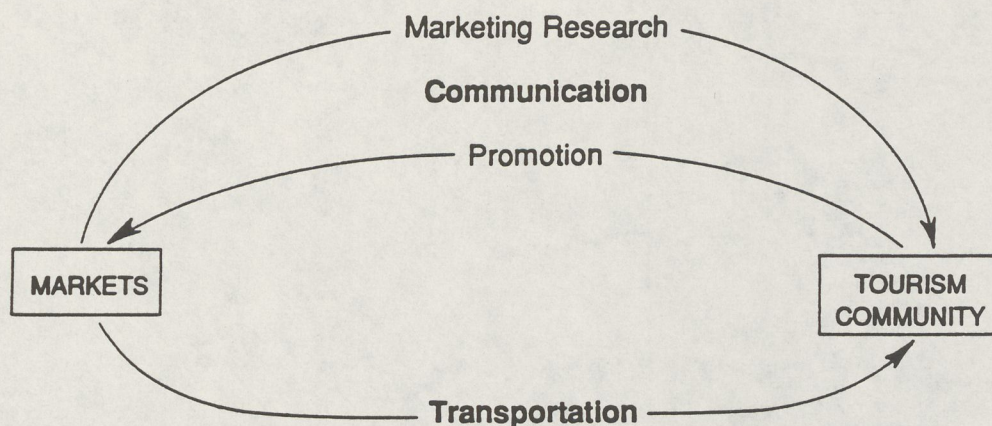 Marketing Research
Communication
Promotion
MARKETS
TOURISM
COMMUNITY
Transportation